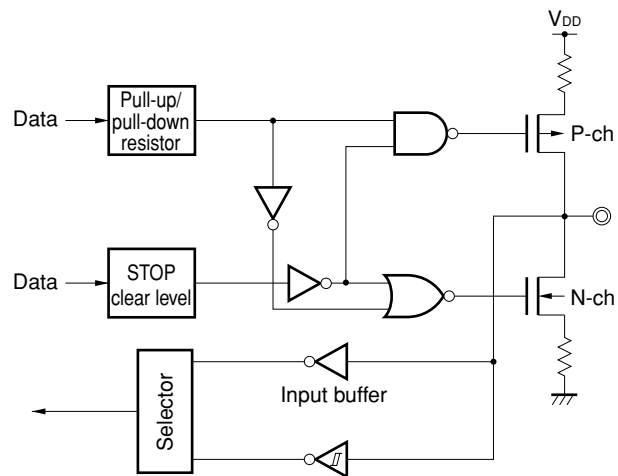 VDD
Data
Pull-up/
pull-down
resistor
P-ch
Data
STOP
clear level
N-ch
Selector
Input buffer